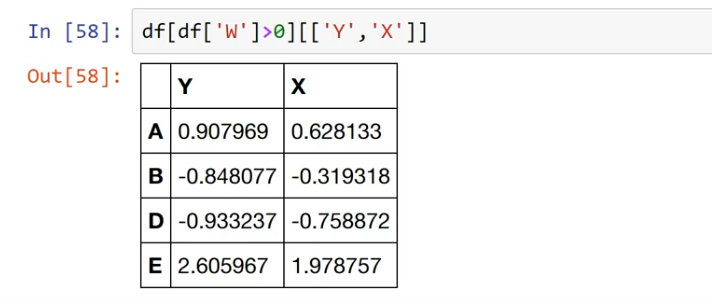 In [58]: df[df['W']>0][['Y','X']]
Out[58]:
Y X
A 0.907969 0.628133
B -0.848077 -0.319318
D -0.933237 -0.758872
E 2.605967 1.978757